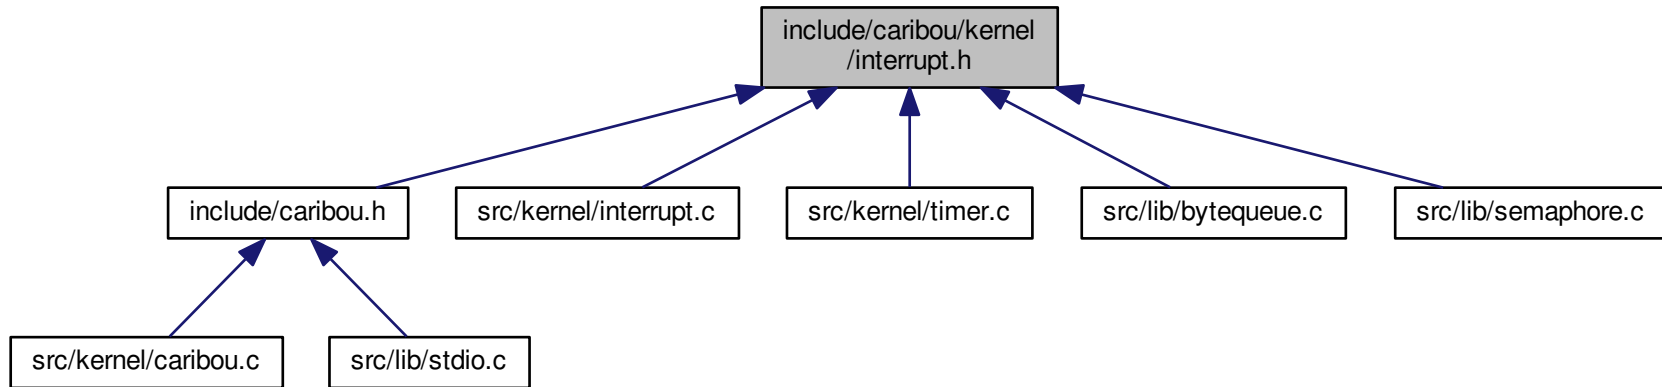 include/caribou/kernel
/interrupt.h
include/caribou.h
src/kernel/interrupt.c
src/kernel/timer.c
src/lib/bytequeue.c
src/lib/semaphore.c
src/kernel/caribou.c
src/lib/stdio.c